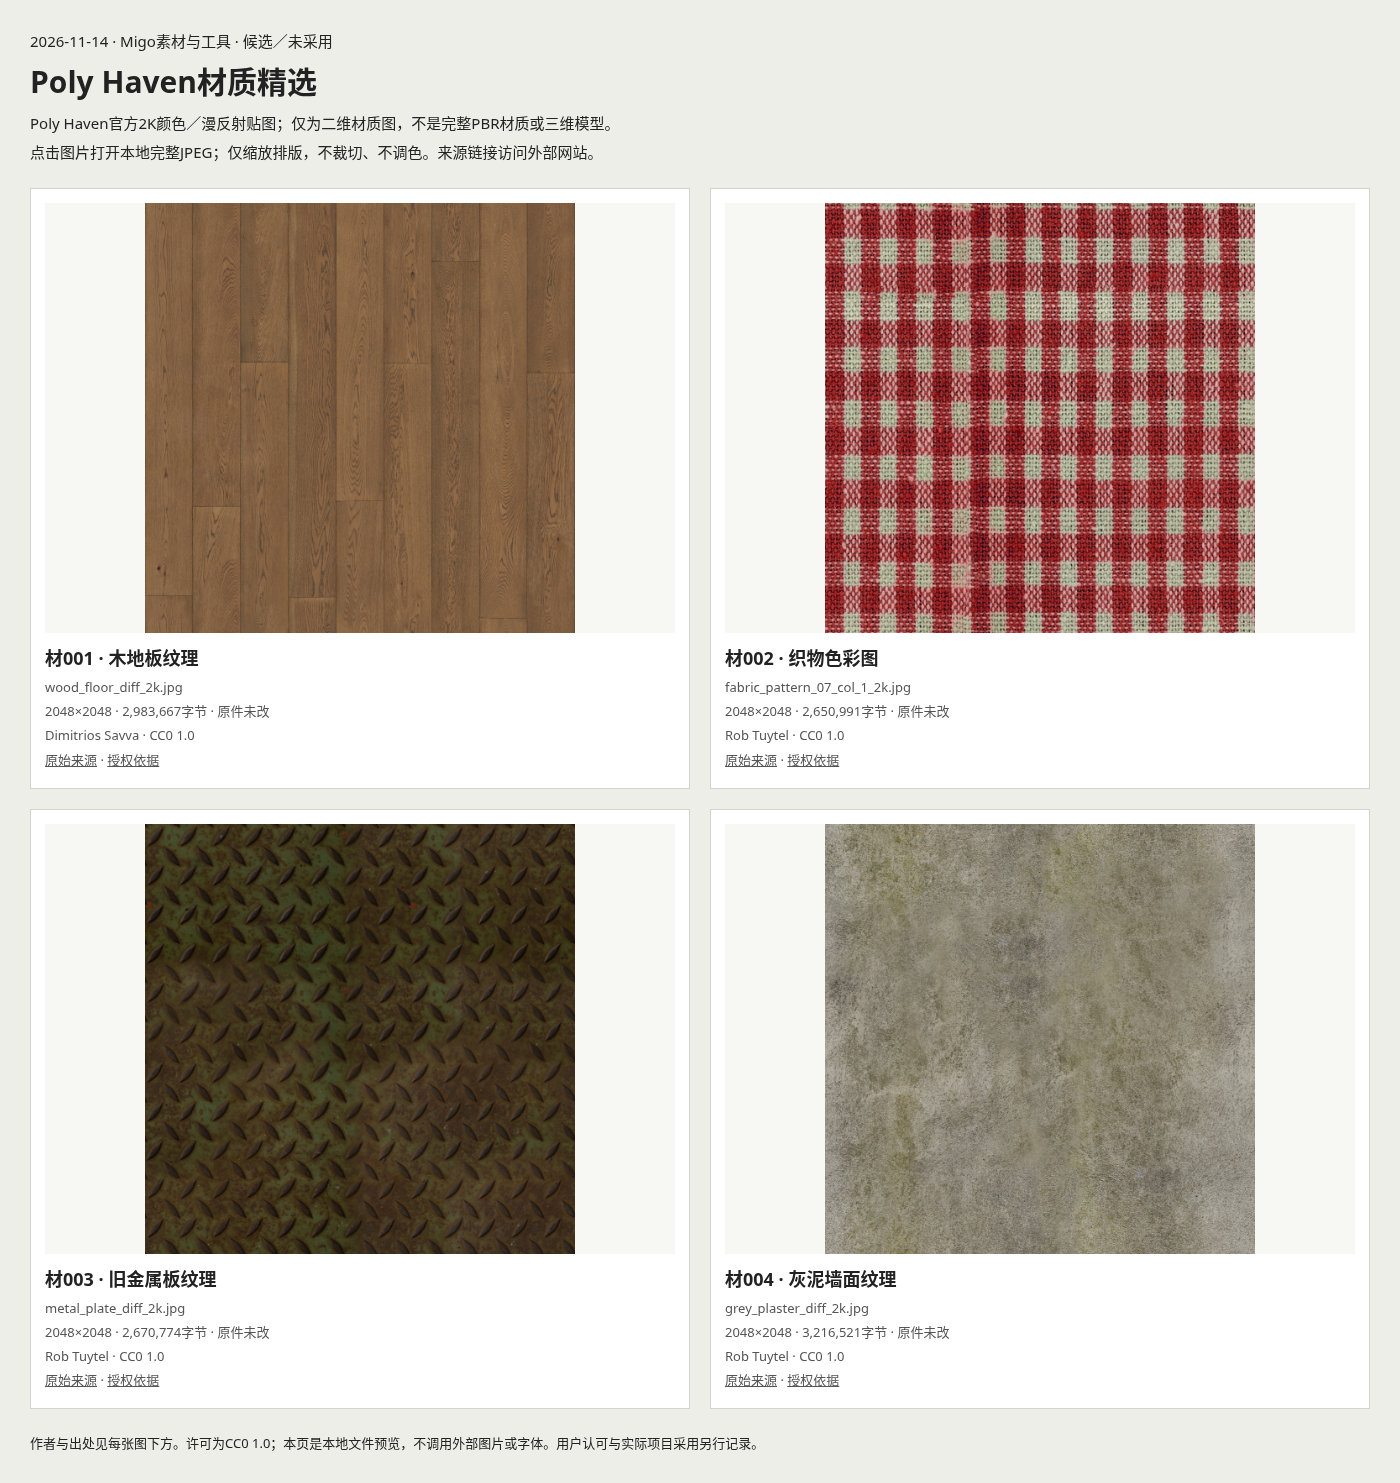 2026-11-14 · Migo素材与工具 · 候选／未采用
Poly Haven材质精选
Poly Haven官方2K颜色／漫反射贴图；仅为二维材质图，不是完整PBR材质或三维模型。
点击图片打开本地完整JPEG；仅缩放排版，不裁切、不调色。来源链接访问外部网站。
材001 · 木地板纹理
wood_floor_diff_2k.jpg
2048×2048 · 2,983,667字节 · 原件未改
Dimitrios Savva · CC0 1.0
原始来源 · 授权依据
材002 · 织物色彩图
fabric_pattern_07_col_1_2k.jpg
2048×2048 · 2,650,991字节 · 原件未改
Rob Tuytel · CC0 1.0
原始来源 · 授权依据
材003 · 旧金属板纹理
metal_plate_diff_2k.jpg
2048×2048 · 2,670,774字节 · 原件未改
Rob Tuytel · CC0 1.0
原始来源 · 授权依据
材004 · 灰泥墙面纹理
grey_plaster_diff_2k.jpg
2048×2048 · 3,216,521字节 · 原件未改
Rob Tuytel · CC0 1.0
原始来源 · 授权依据
作者与出处见每张图下方。许可为CC0 1.0；本页是本地文件预览，不调用外部图片或字体。用户认可与实际项目采用另行记录。